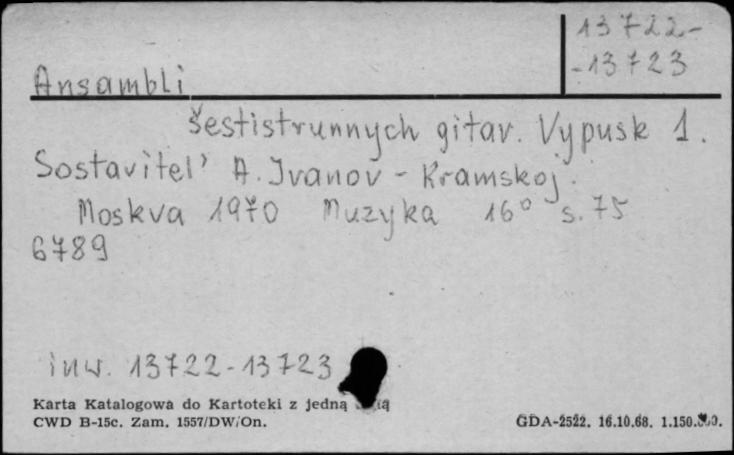 13722-
-13723
Ansambli
šestistrunnych gitar. Vypusk 1.
Sostavitel' A. Ivanov - Kramskoj.
Moskva 1970 Muzyka 16° s. 75
6789
inw. 13722-13723
Karta Katalogowa do Kartoteki z jedną
CWD B-15c. Zam. 1557/DW/On.
GDA-2522. 16.10.68.